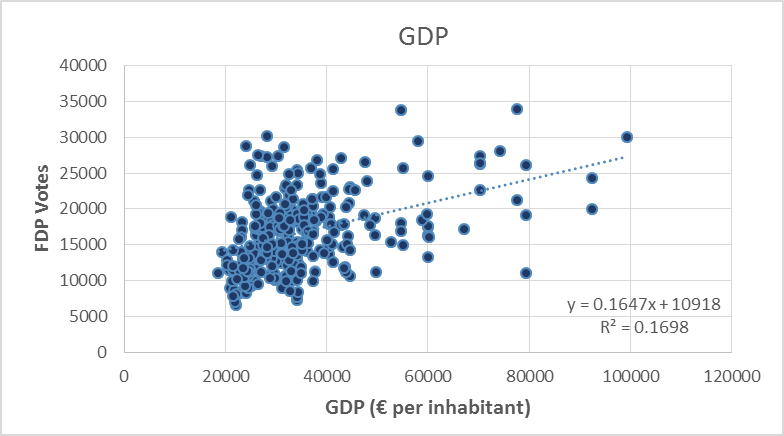 GDP
40000
35000
30000
25000
20000
15000
10000
5000
0
FDP Votes
y = 0.1647x + 10918
R² = 0.1698
0 20000 40000 60000 80000 100000 120000
GDP (€ per inhabitant)